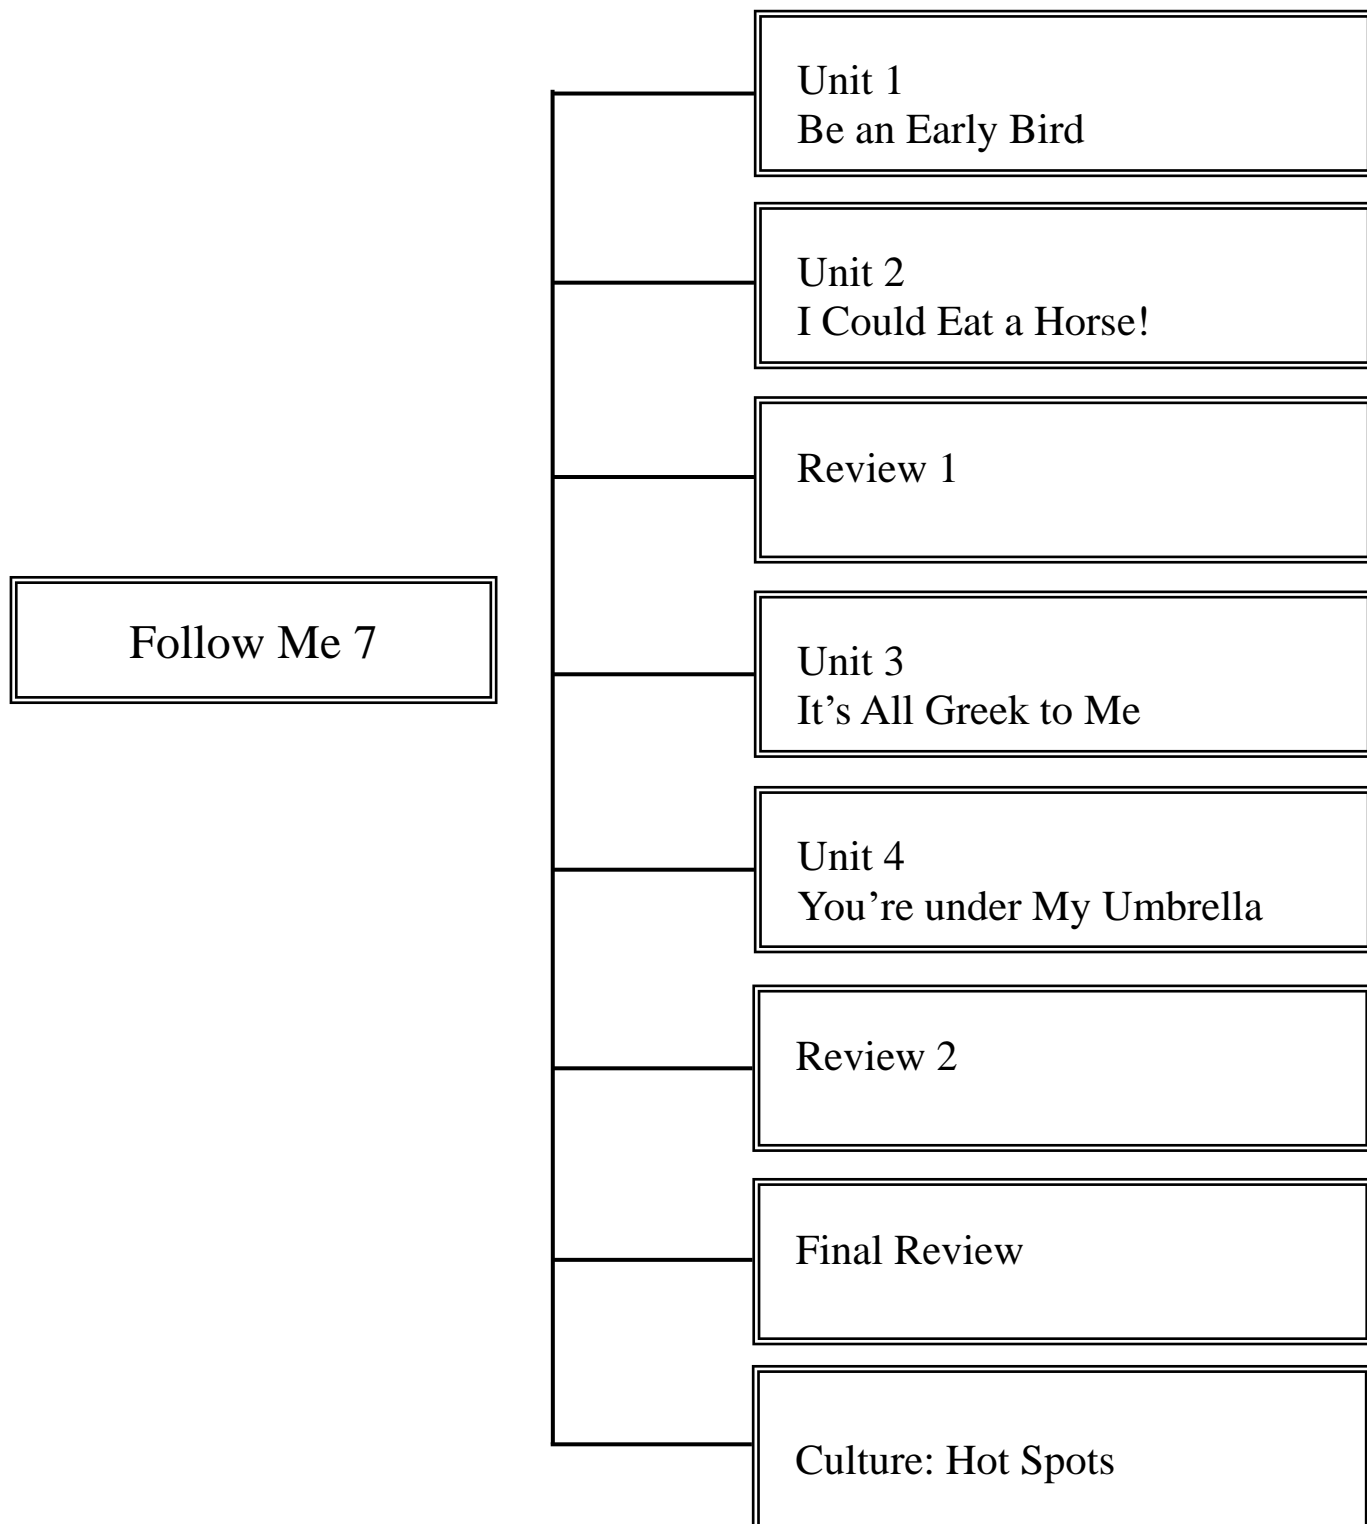 Follow Me 7
Unit 1
Be an Early Bird
Unit 2
I Could Eat a Horse!
Review 1
Unit 3
It’s All Greek to Me
Unit 4
You’re under My Umbrella
Review 2
Final Review
Culture: Hot Spots